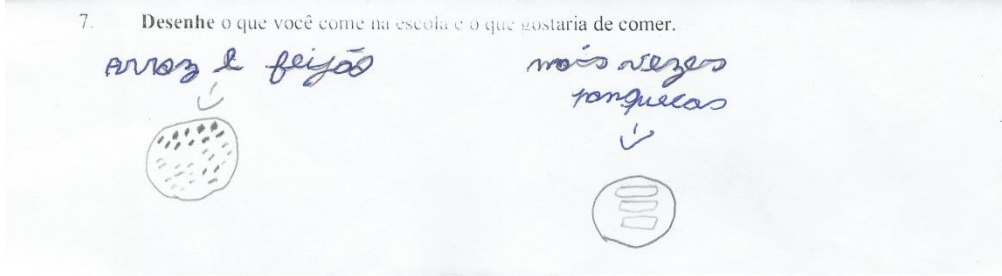 7. Desenhe o que você come na escola e o que gostaria de comer.
arroz e feijão
mais vezes
panquecas